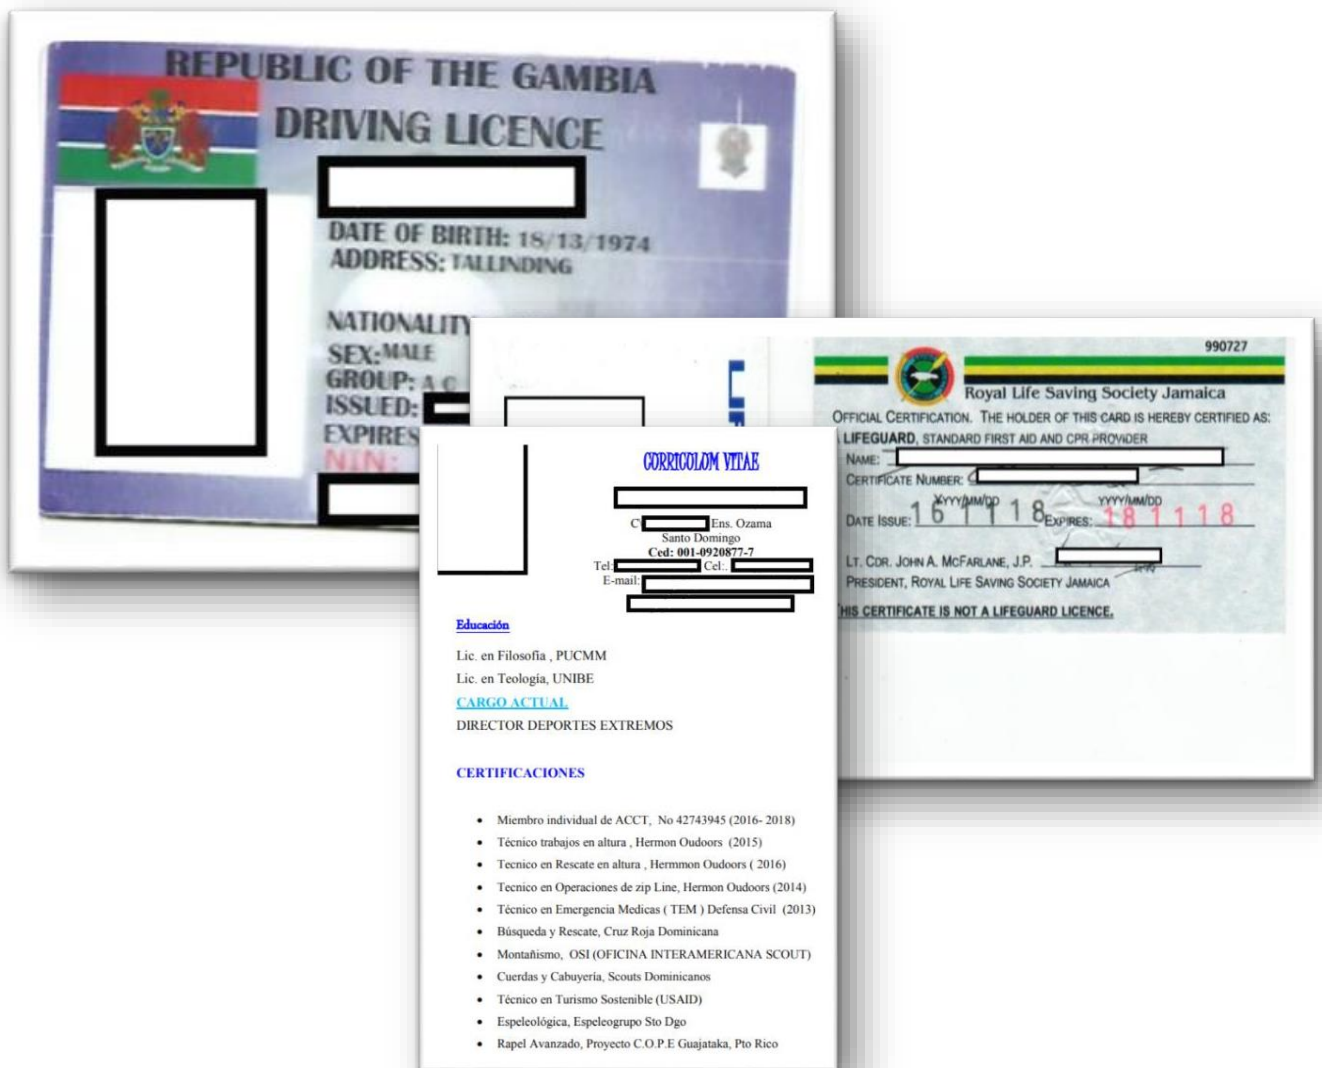 REPUBLIC OF THE GAMBIA
DRIVING LICENCE
DATE OF BIRTH: 18/13/1974
ADDRESS: TALLINDING
NATIONALITY
SEX: MALE
GROUP: A C
ISSUED:
EXPIRES
NIN:
990727
Royal Life Saving Society Jamaica
OFFICIAL CERTIFICATION. THE HOLDER OF THIS CARD IS HEREBY CERTIFIED AS:
LIFEGUARD, STANDARD FIRST AID AND CPR PROVIDER
NAME:
CERTIFICATE NUMBER:
YYYY/MM/DD YYYY/MM/DD
DATE ISSUE: 161118 EXPIRES: 181118
LT. CDR. JOHN A. MCFARLANE, J.P.
PRESIDENT, ROYAL LIFE SAVING SOCIETY JAMAICA
HIS CERTIFICATE IS NOT A LIFEGUARD LICENCE.
CORRICOLOM VITAE
C Ens. Ozama
Santo Domingo
Ced: 001-0920877-7
Tel: Cel:.
E-mail:
Educación
Lic. en Filosofía , PUCMM
Lic. en Teología, UNIBE
CARGO ACTUAL
DIRECTOR DEPORTES EXTREMOS
CERTIFICACIONES
• Miembro individual de ACCT, No 42743945 (2016- 2018)
• Técnico trabajos en altura , Hermon Oudoors (2015)
• Tecnico en Rescate en altura , Hermmon Oudoors ( 2016)
• Tecnico en Operaciones de zip Line, Hermon Oudoors (2014)
• Técnico en Emergencia Medicas ( TEM ) Defensa Civil (2013)
• Búsqueda y Rescate, Cruz Roja Dominicana
• Montañismo, OSI (OFICINA INTERAMERICANA SCOUT)
• Cuerdas y Cabuyería, Scouts Dominicanos
• Técnico en Turismo Sostenible (USAID)
• Espeleológica, Espeleogrupo Sto Dgo
• Rapel Avanzado, Proyecto C.O.P.E Guajataka, Pto Rico